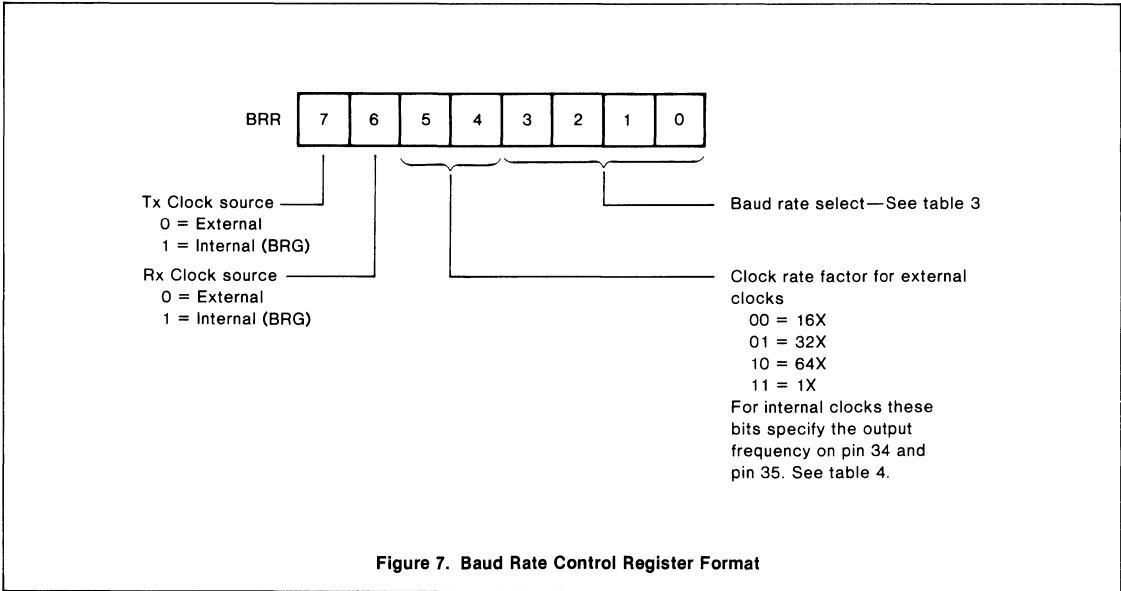 BRR 7 6 5 4 3 2 1 0
Tx Clock source
0 = External
1 = Internal (BRG)
Rx Clock source
0 = External
1 = Internal (BRG)
Baud rate select—See table 3
Clock rate factor for external
clocks
00 = 16X
01 = 32X
10 = 64X
11 = 1X
For internal clocks these
bits specify the output
frequency on pin 34 and
pin 35. See table 4.
Figure 7. Baud Rate Control Register Format